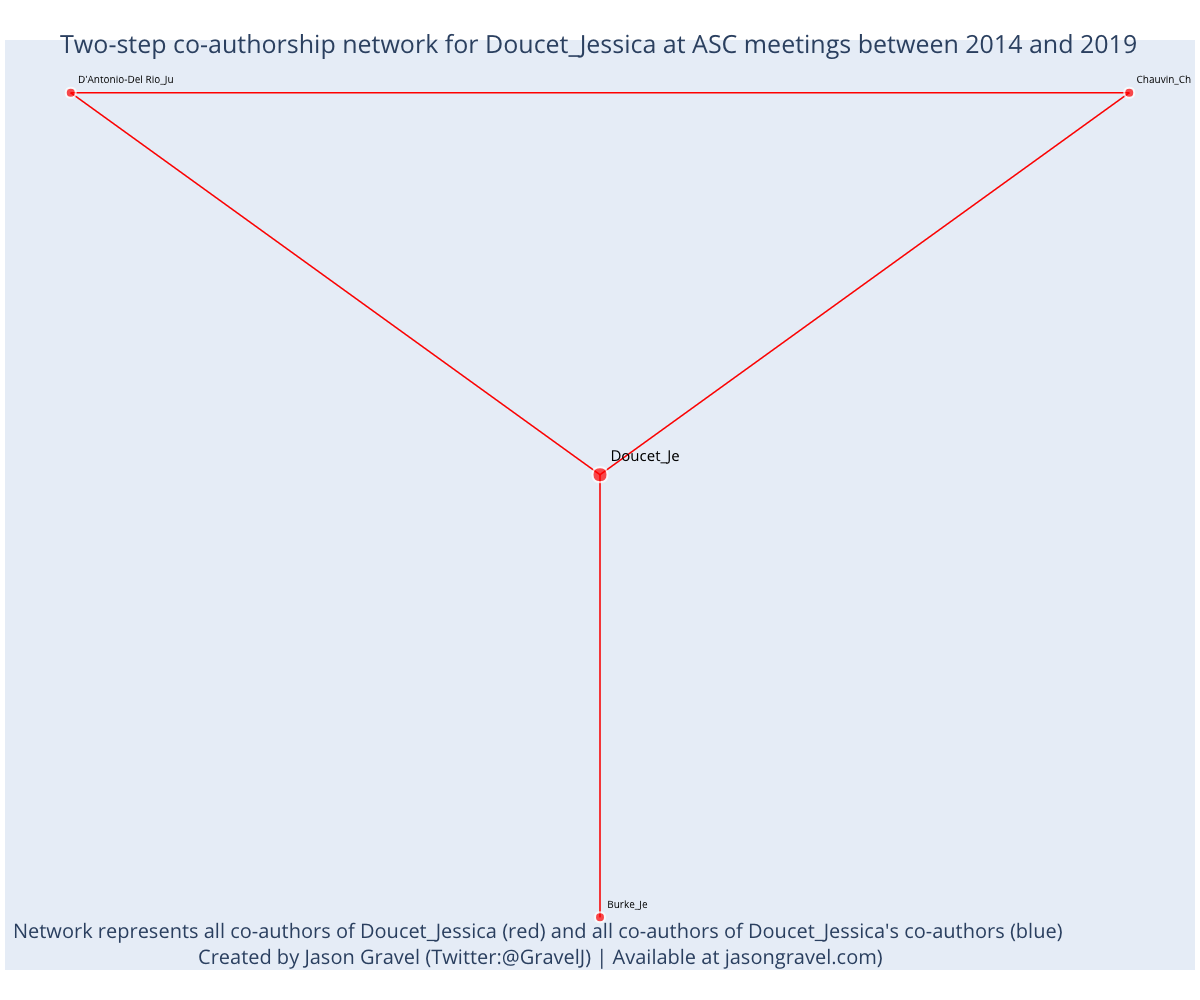 Two-step co-authorship network for Doucet_Jessica at ASC meetings between 2014 and 2019
D'Antonio-Del Rio_Ju
Chauvin_Ch
Doucet_Je
Burke_Je
Network represents all co-authors of Doucet_Jessica (red) and all co-authors of Doucet_Jessica's co-authors (blue)
Created by Jason Gravel (Twitter:@GravelJ) | Available at jasongravel.com)